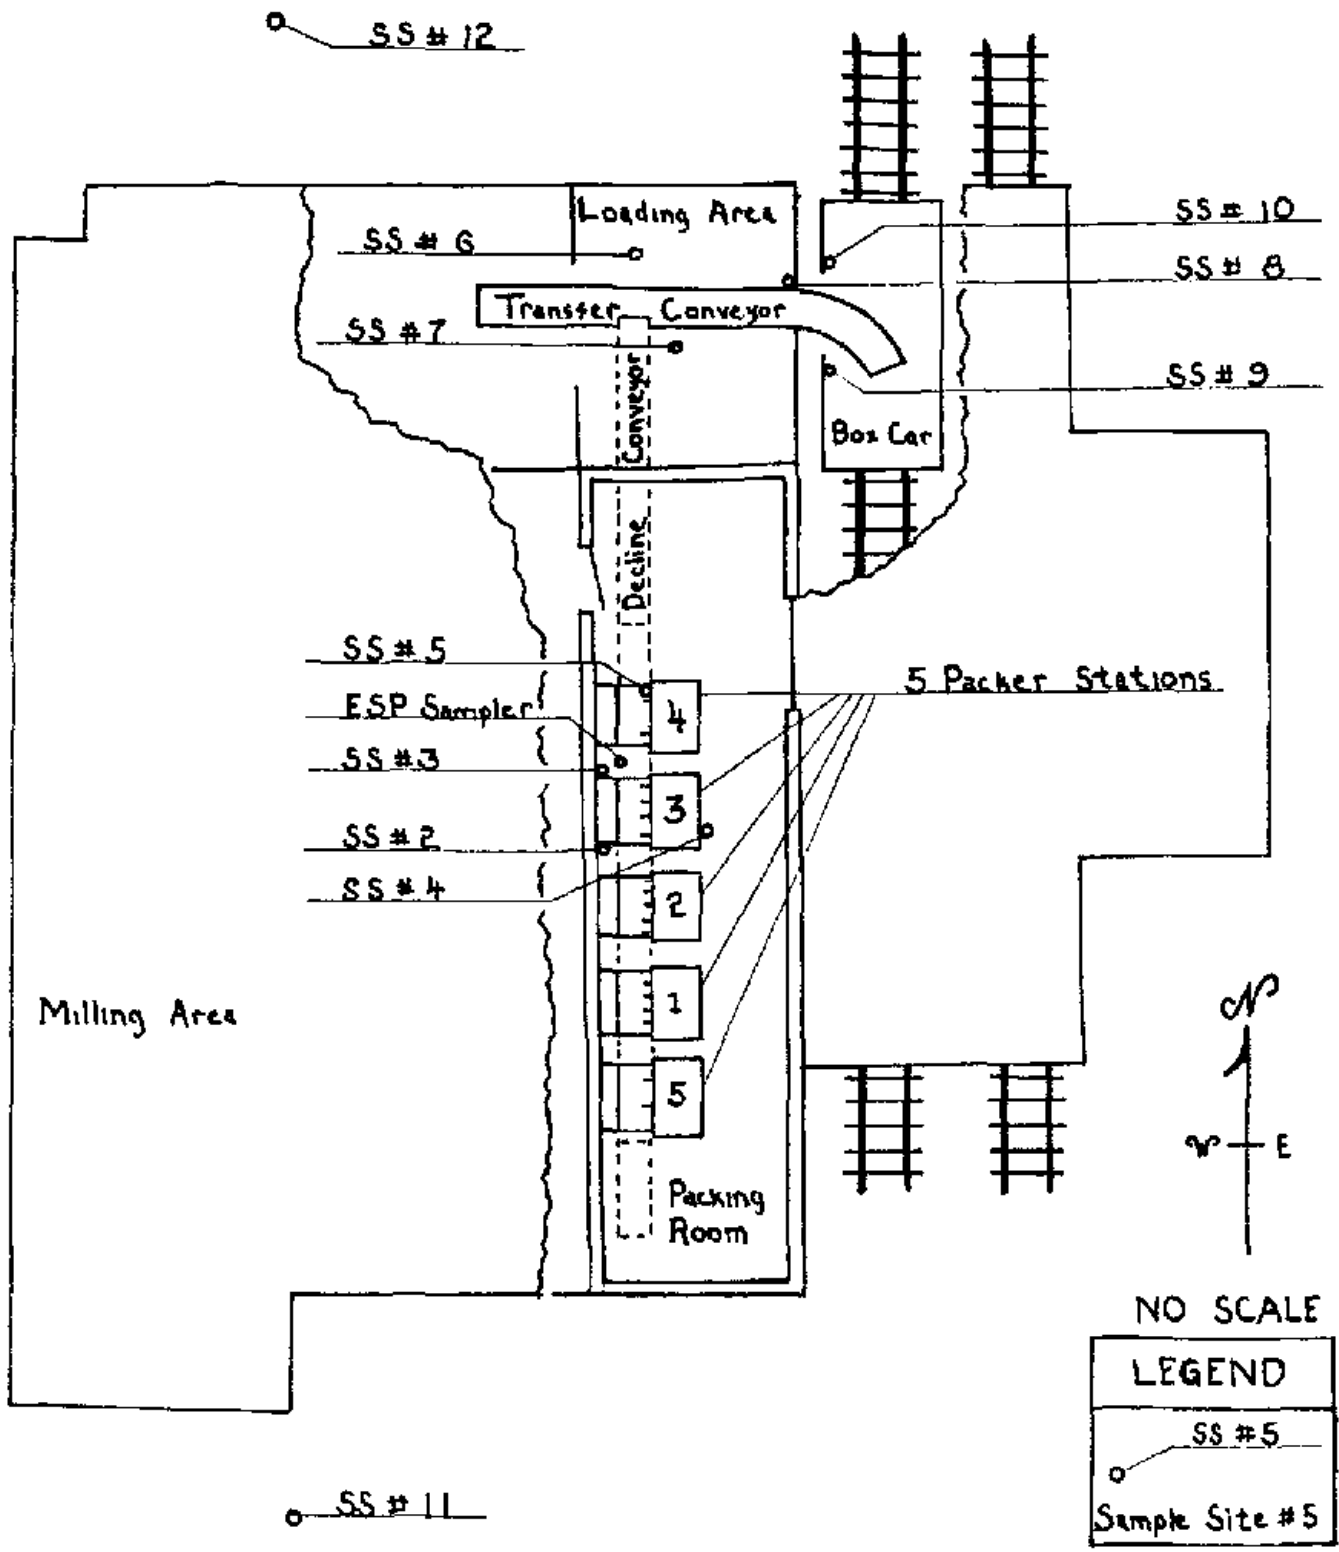 SS # 12
Loading Area
SS # 10
SS # 6
SS # 8
Transfer Conveyor
SS # 7
Conveyor
SS # 9
Box Car
Decline
SS # 5
5 Packer Stations
ESP Sampler
4
SS # 3
3
SS # 2
SS # 4
2
Milling Area
1
N
W E
5
Packing
Room
NO SCALE
LEGEND
SS # 5
SS # 11
Sample Site # 5